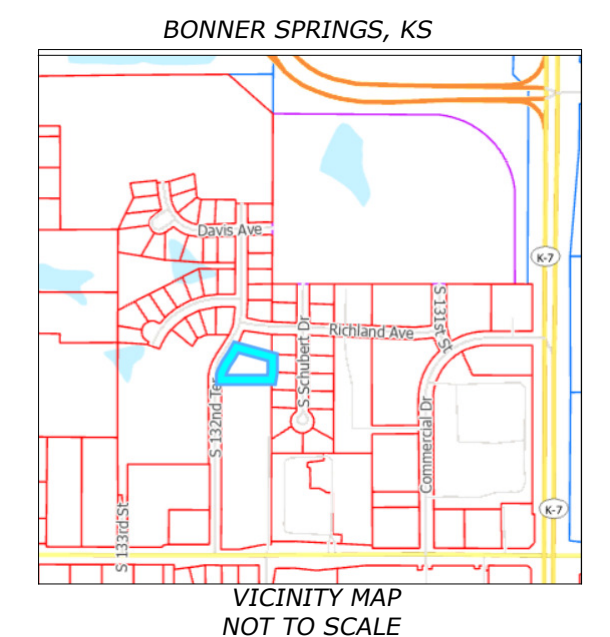 BONNER SPRINGS, KS
K-7
Davis Ave
S 131st St
Richland Ave
S Schubert Dr
S 132nd Ter
Commercial Dr
K-7
S 133rd St
VICINITY MAP
NOT TO SCALE